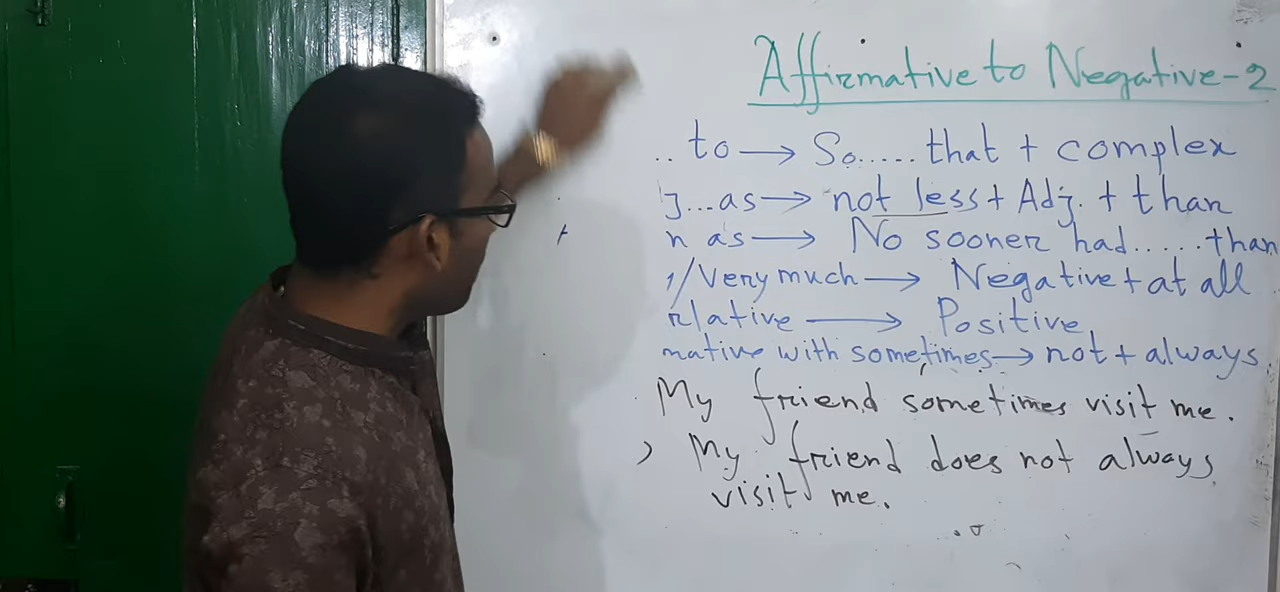 Affirmative to Negative-2
.. to → So..... that + complex
j...as → not less + Adj. + than
n as → No sooner had..... than
/Very much → Negative + at all
rlative → Positive
mative with sometimes → not + always
My friend sometimes visit me.
My friend does not always
visit me.